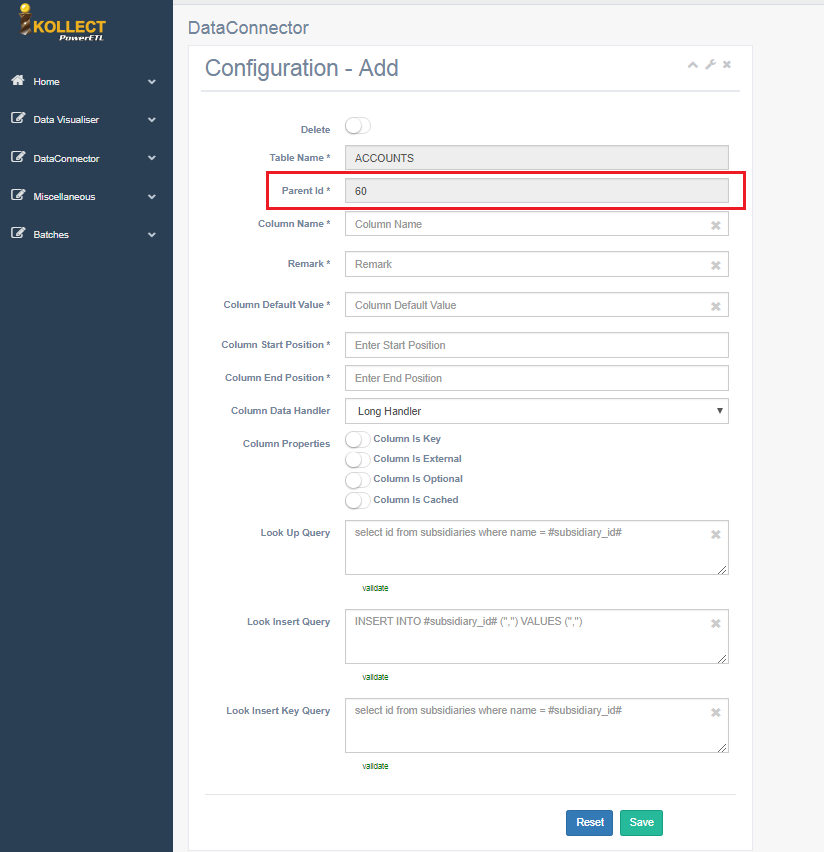 KOLLECT
PowerETL
Home
Data Visualiser
DataConnector
Miscellaneous
Batches
DataConnector
Configuration - Add
Delete
Table Name * ACCOUNTS
Parent Id * 60
Column Name * Column Name
Remark * Remark
Column Default Value * Column Default Value
Column Start Position * Enter Start Position
Column End Position * Enter End Position
Column Data Handler Long Handler
Column Properties Column Is Key
Column Is External
Column Is Optional
Column Is Cached
Look Up Query select id from subsidiaries where name = #subsidiary_id#
validate
Look Insert Query INSERT INTO #subsidiary_id# ('','') VALUES ('','')
validate
Look Insert Key Query select id from subsidiaries where name = #subsidiary_id#
validate
Reset Save